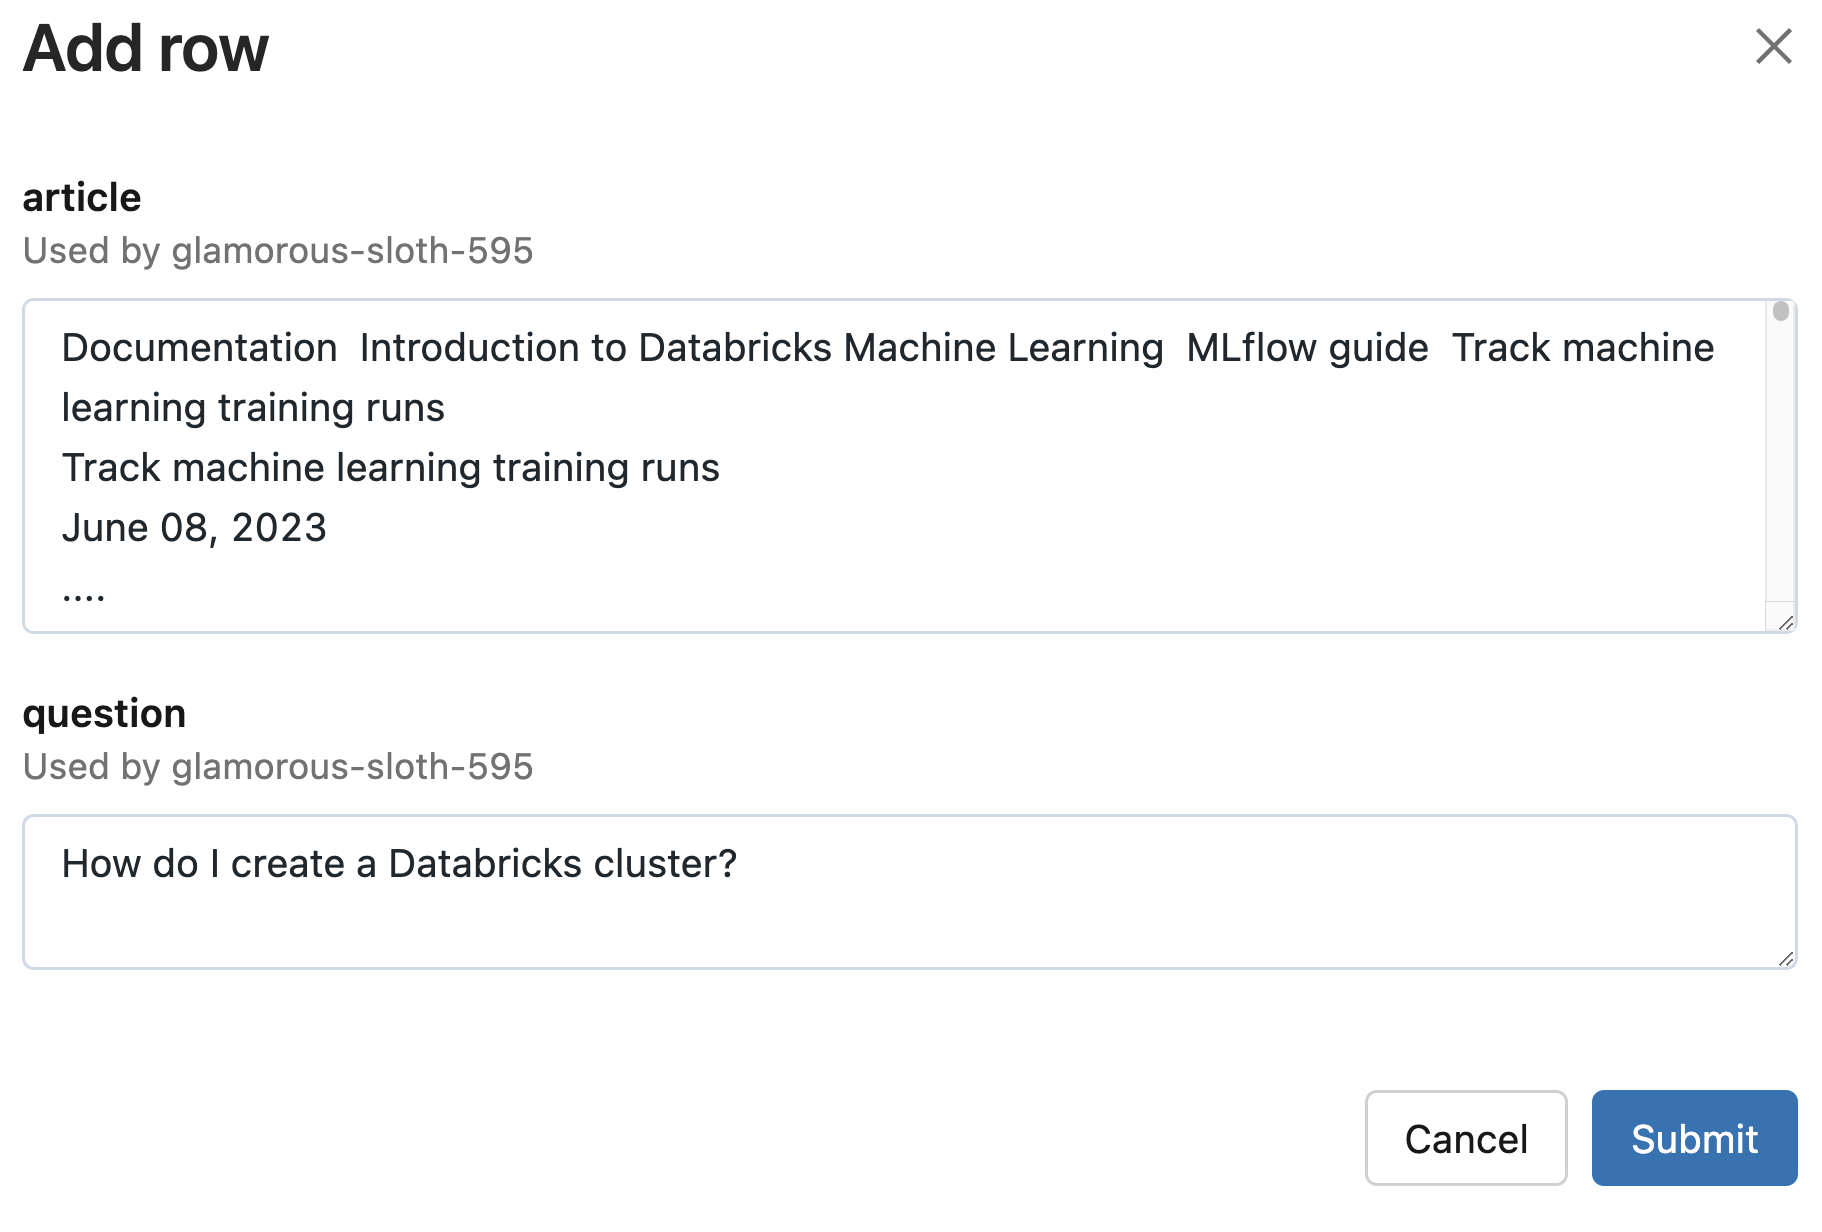 Add row
article
Used by glamorous-sloth-595
Documentation  Introduction to Databricks Machine Learning  MLflow guide  Track machine
learning training runs
Track machine learning training runs
June 08, 2023
....
question
Used by glamorous-sloth-595
How do I create a Databricks cluster?
Cancel
Submit